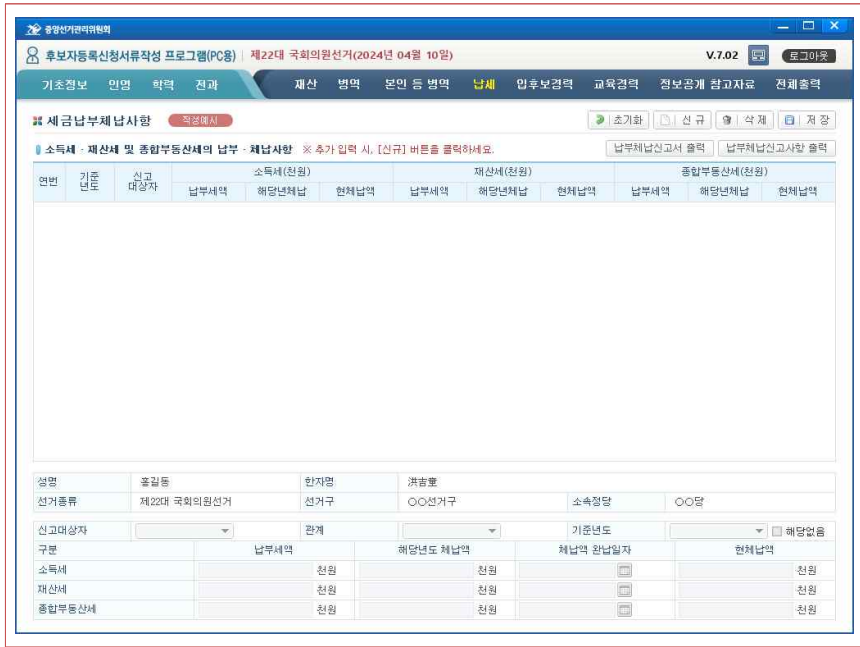 중앙선거관리위원회
후보자등록신청서류작성 프로그램(PC용) 제22대 국회의원선거(2024년 04월 10일) V.7.02 로그아웃
기초정보 인영 학력 전과 재산 병역 본인 등 병역 납세 입후보경력 교육경력 정보공개 참고자료 전체출력
세금납부체납사항 작성예시 초기화 신 규 삭 제 저 장
소득세 · 재산세 및 종합부동산세의 납부 · 체납사항 ※ 추가 입력 시, [신규] 버튼을 클릭하세요. 납부체납신고서 출력 납부체납신고사항 출력
연번 기준년도 신고대상자 소득세(천원) 재산세(천원) 종합부동산세(천원)
납부세액 해당년체납 현체납액 납부세액 해당년체납 현체납액 납부세액 해당년체납 현체납액
성명 홍길동 한자명 洪吉童
선거종류 제22대 국회의원선거 선거구 ○○선거구 소속정당 ○○당
신고대상자 관계 기준년도 해당없음
구분 납부세액 해당년도 체납액 체납액 완납일자 현체납액
소득세 천원 천원 천원
재산세 천원 천원 천원
종합부동산세 천원 천원 천원